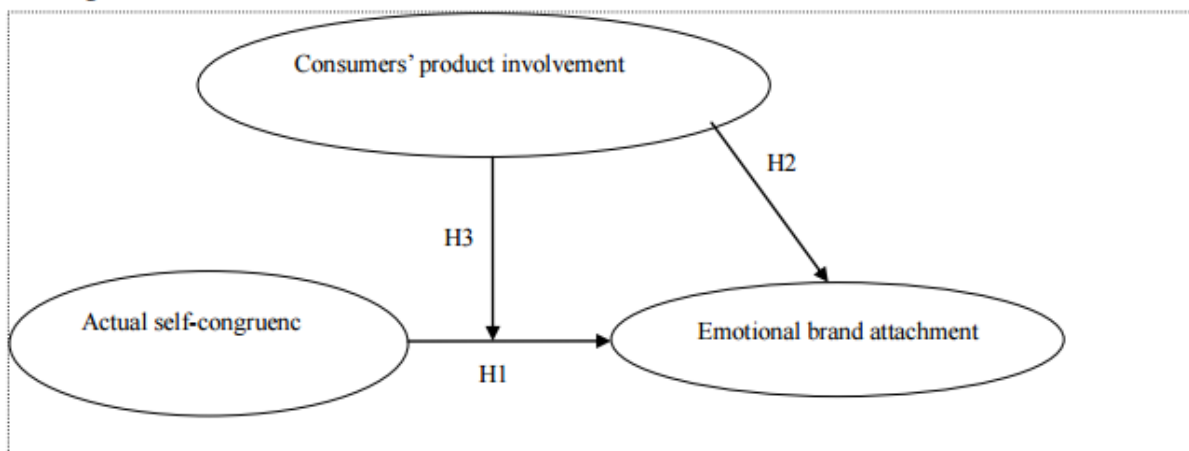 Consumers' product involvement
H2
H3
Actual self-congruenc
Emotional brand attachment
H1